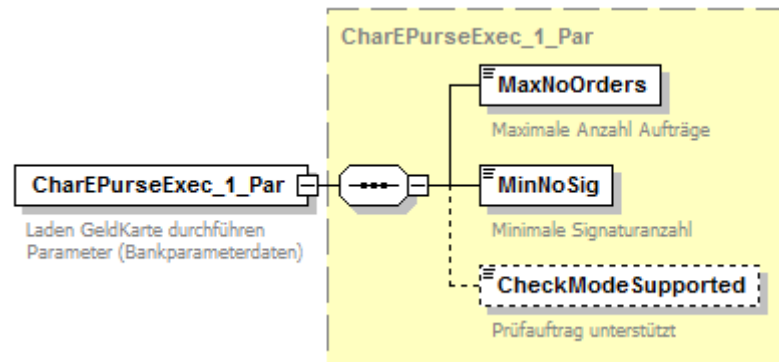 CharEPurseExec_1_Par
MaxNoOrders
Maximale Anzahl Aufträge
CharEPurseExec_1_Par
Laden GeldKarte durchführen
Parameter (Bankparameterdaten)
MinNoSig
Minimale Signaturanzahl
CheckModeSupported
Prüfauftrag unterstützt